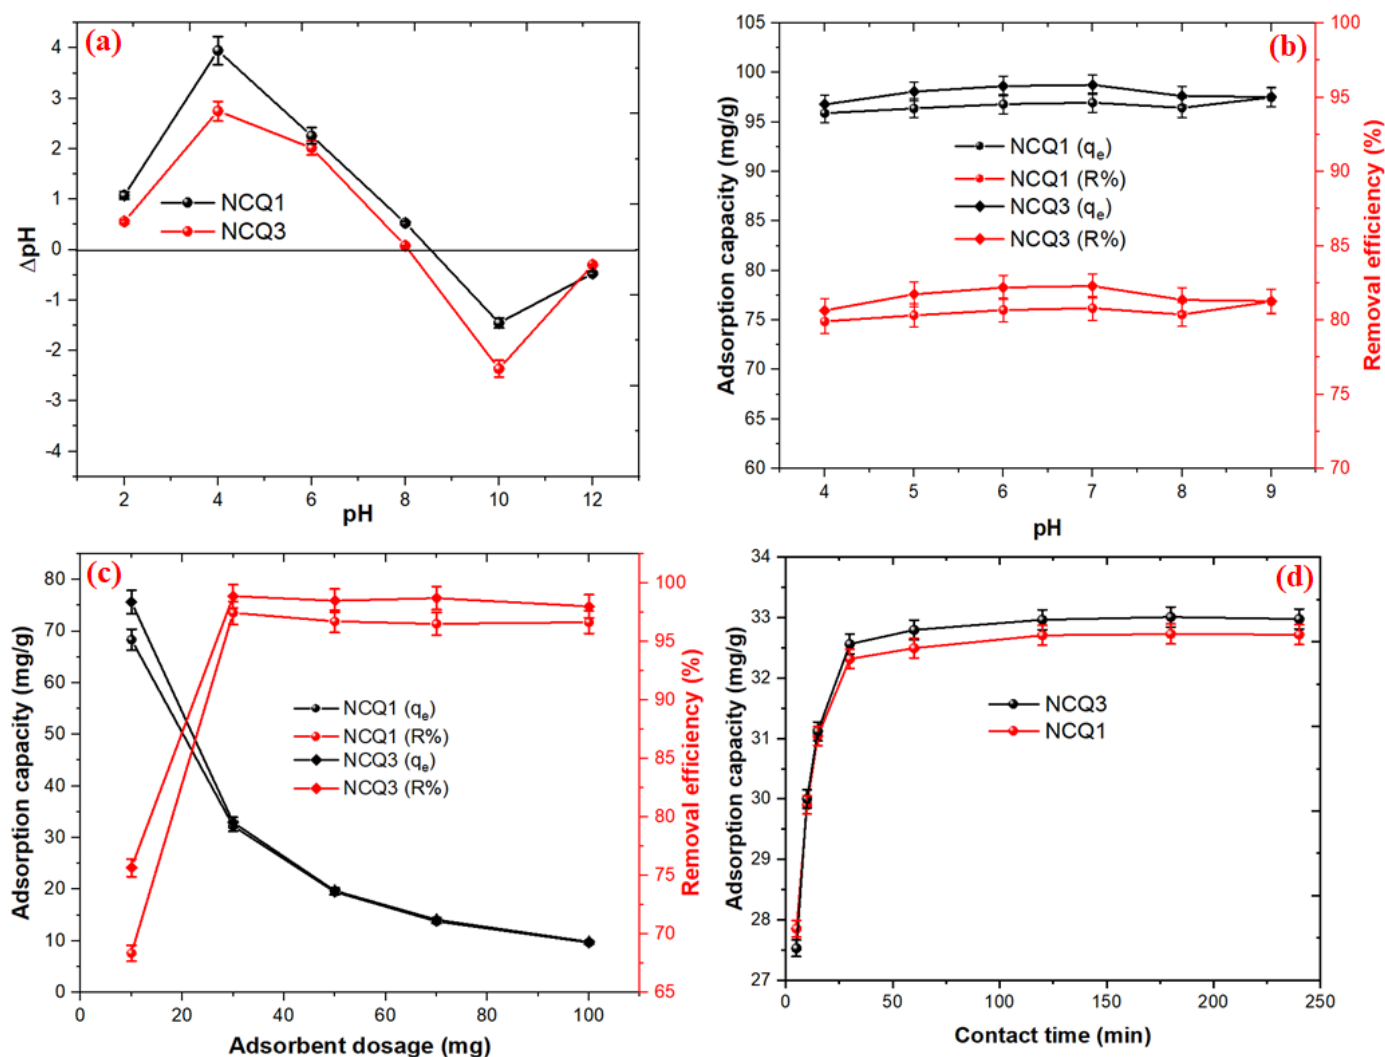 (a)
ΔpH
4
3
2
1
0
-1
-2
-3
-4
NCQ1
NCQ3
2 4 6 8 10 12
pH
(b)
Adsorption capacity (mg/g)
105
100
95
90
85
80
75
70
65
60
NCQ1 (qₑ)
NCQ1 (R%)
NCQ3 (qₑ)
NCQ3 (R%)
100
95
90
85
80
75
70
Removal efficiency (%)
4 5 6 7 8 9
pH
(c)
Adsorption capacity (mg/g)
80
70
60
50
40
30
20
10
0
NCQ1 (qₑ)
NCQ1 (R%)
NCQ3 (qₑ)
NCQ3 (R%)
100
95
90
85
80
75
70
65
Removal efficiency (%)
0 20 40 60 80 100
Adsorbent dosage (mg)
(d)
Adsorption capacity (mg/g)
34
33
32
31
30
29
28
27
NCQ3
NCQ1
0 50 100 150 200 250
Contact time (min)